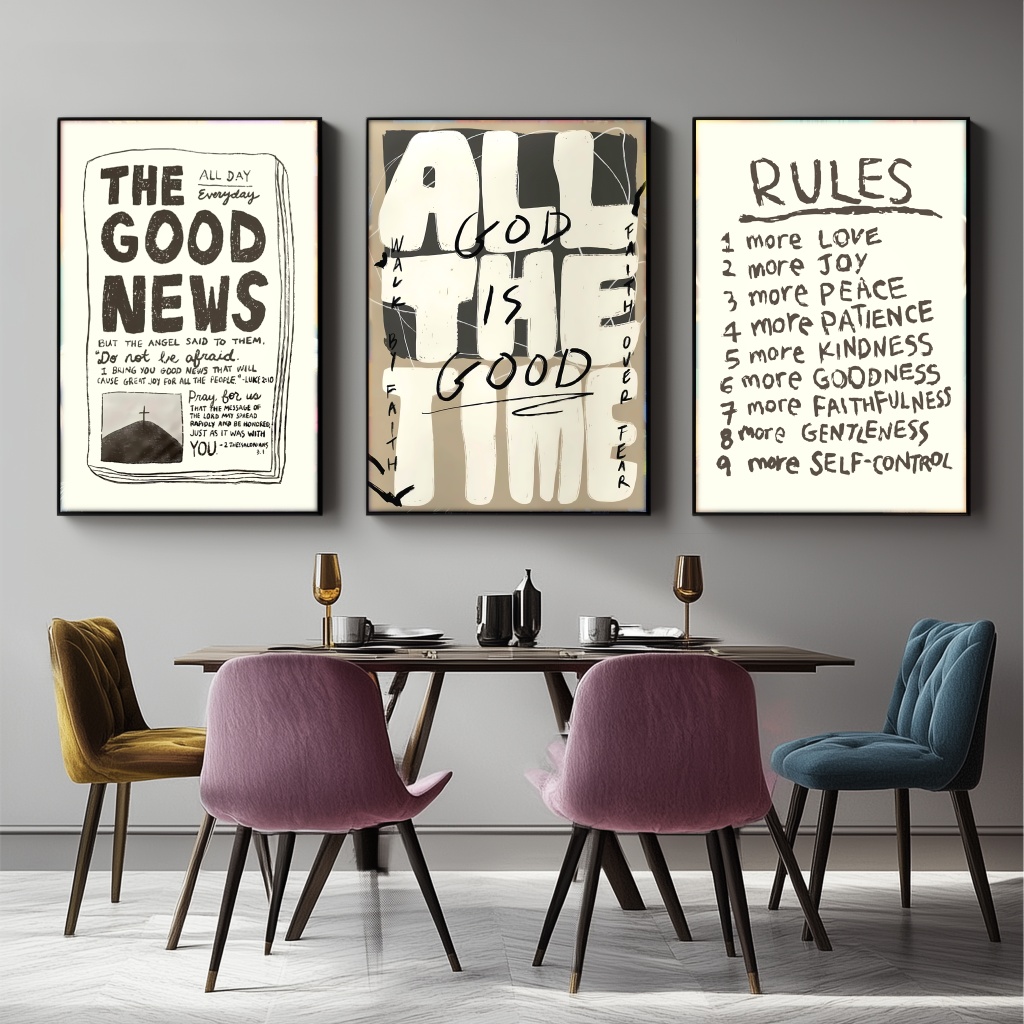 THE
ALL DAY
Everyday
GOOD
NEWS
BUT THE ANGEL SAID TO THEM,
"Do not be afraid.
I BRING YOU GOOD NEWS THAT WILL
CAUSE GREAT JOY FOR ALL THE PEOPLE." -LUKE 2:10
Pray for us
THAT THE MESSAGE OF
THE LORD MAY SPREAD
RAPIDLY AND BE HONORED,
JUST AS IT WAS WITH
YOU. -2 THESSALONIANS
3:1
ALL
THE
TIME
GOD
IS
GOOD
WALK BY FAITH
FAITH OVER FEAR
RULES
1 more LOVE
2 more JOY
3 more PEACE
4 more PATIENCE
5 more KINDNESS
6 more GOODNESS
7 more FAITHFULNESS
8 more GENTLENESS
9 more SELF-CONTROL